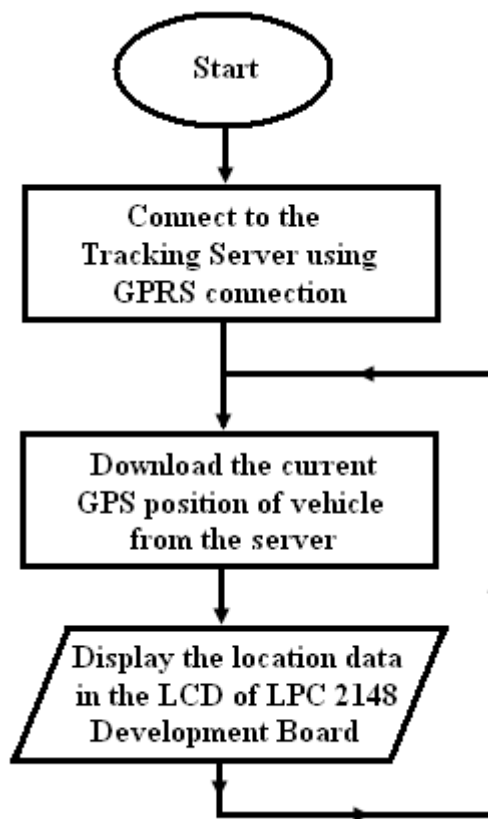 Start
Connect to the
Tracking Server using
GPRS connection
Download the current
GPS position of vehicle
from the server
Display the location data
in the LCD of LPC 2148
Development Board